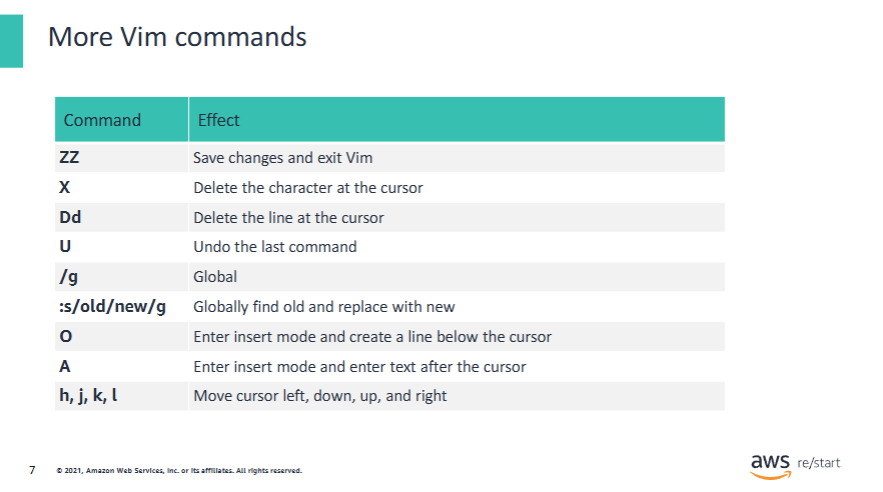 More Vim commands
Command Effect
ZZ Save changes and exit Vim
X Delete the character at the cursor
Dd Delete the line at the cursor
U Undo the last command
/g Global
:s/old/new/g Globally find old and replace with new
O Enter insert mode and create a line below the cursor
A Enter insert mode and enter text after the cursor
h, j, k, l Move cursor left, down, up, and right
7 © 2021, Amazon Web Services, Inc. or its affiliates. All rights reserved.
aws re/start